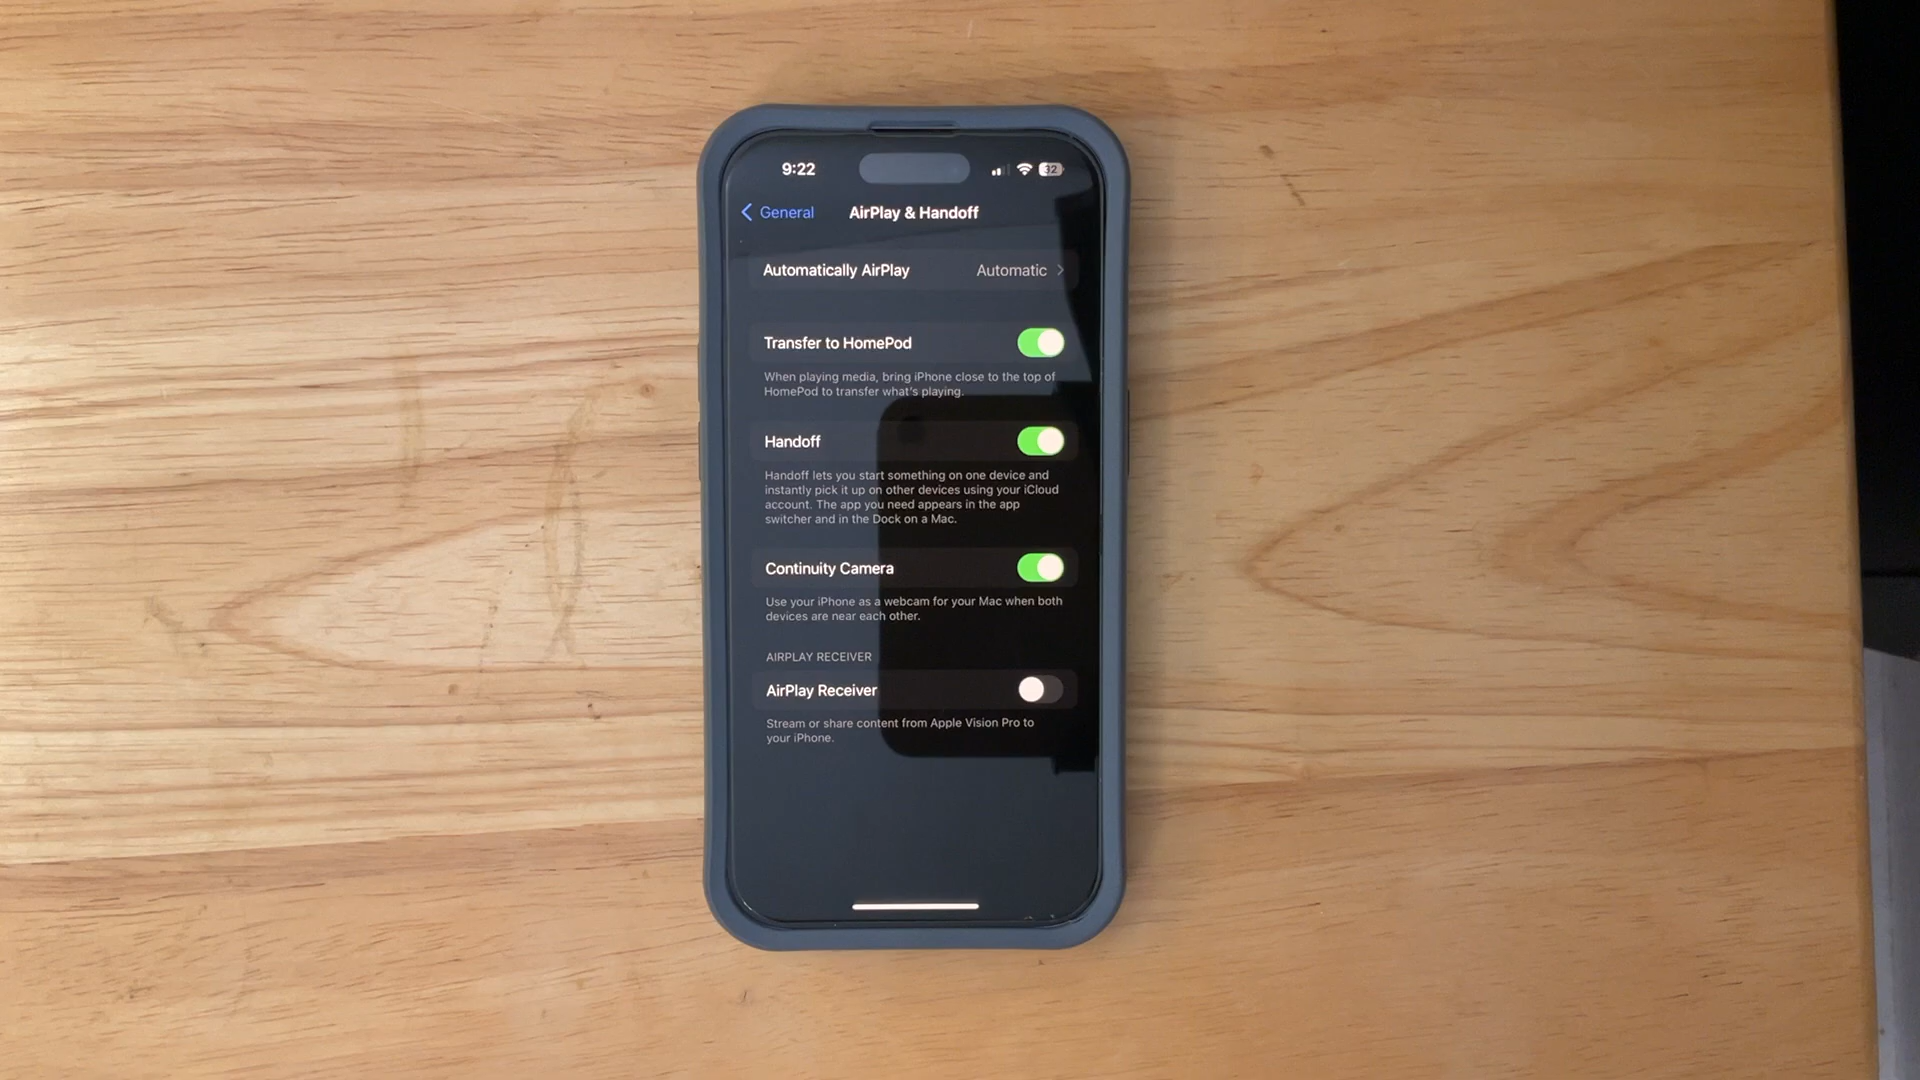 9:22
32
General
AirPlay & Handoff
Automatically AirPlay Automatic
Transfer to HomePod
When playing media, bring iPhone close to the top of
HomePod to transfer what's playing.
Handoff
Handoff lets you start something on one device and
instantly pick it up on other devices using your iCloud
account. The app you need appears in the app
switcher and in the Dock on a Mac.
Continuity Camera
Use your iPhone as a webcam for your Mac when both
devices are near each other.
AIRPLAY RECEIVER
AirPlay Receiver
Stream or share content from Apple Vision Pro to
your iPhone.